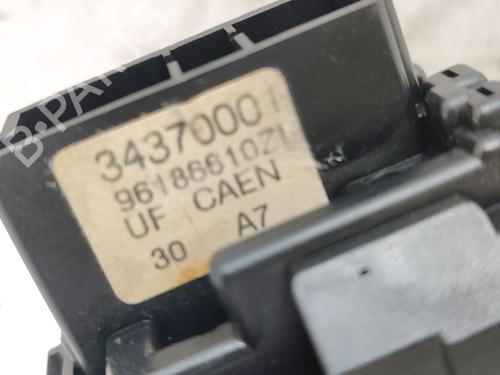 B-PARTS
34370001
96186610ZL
UF CAEN
30 A7